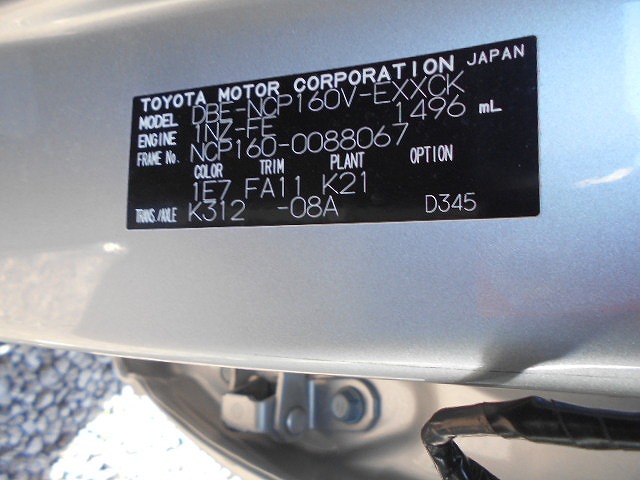 TOYOTA MOTOR CORPORATION JAPAN
MODEL DBE-NCP160V-EXXCK
ENGINE 1NZ-FE 1496 mL
FRAME No. NCP160-0088067
COLOR TRIM PLANT OPTION
1E7 FA11 K21
TRANS./AXLE K312 -08A D345